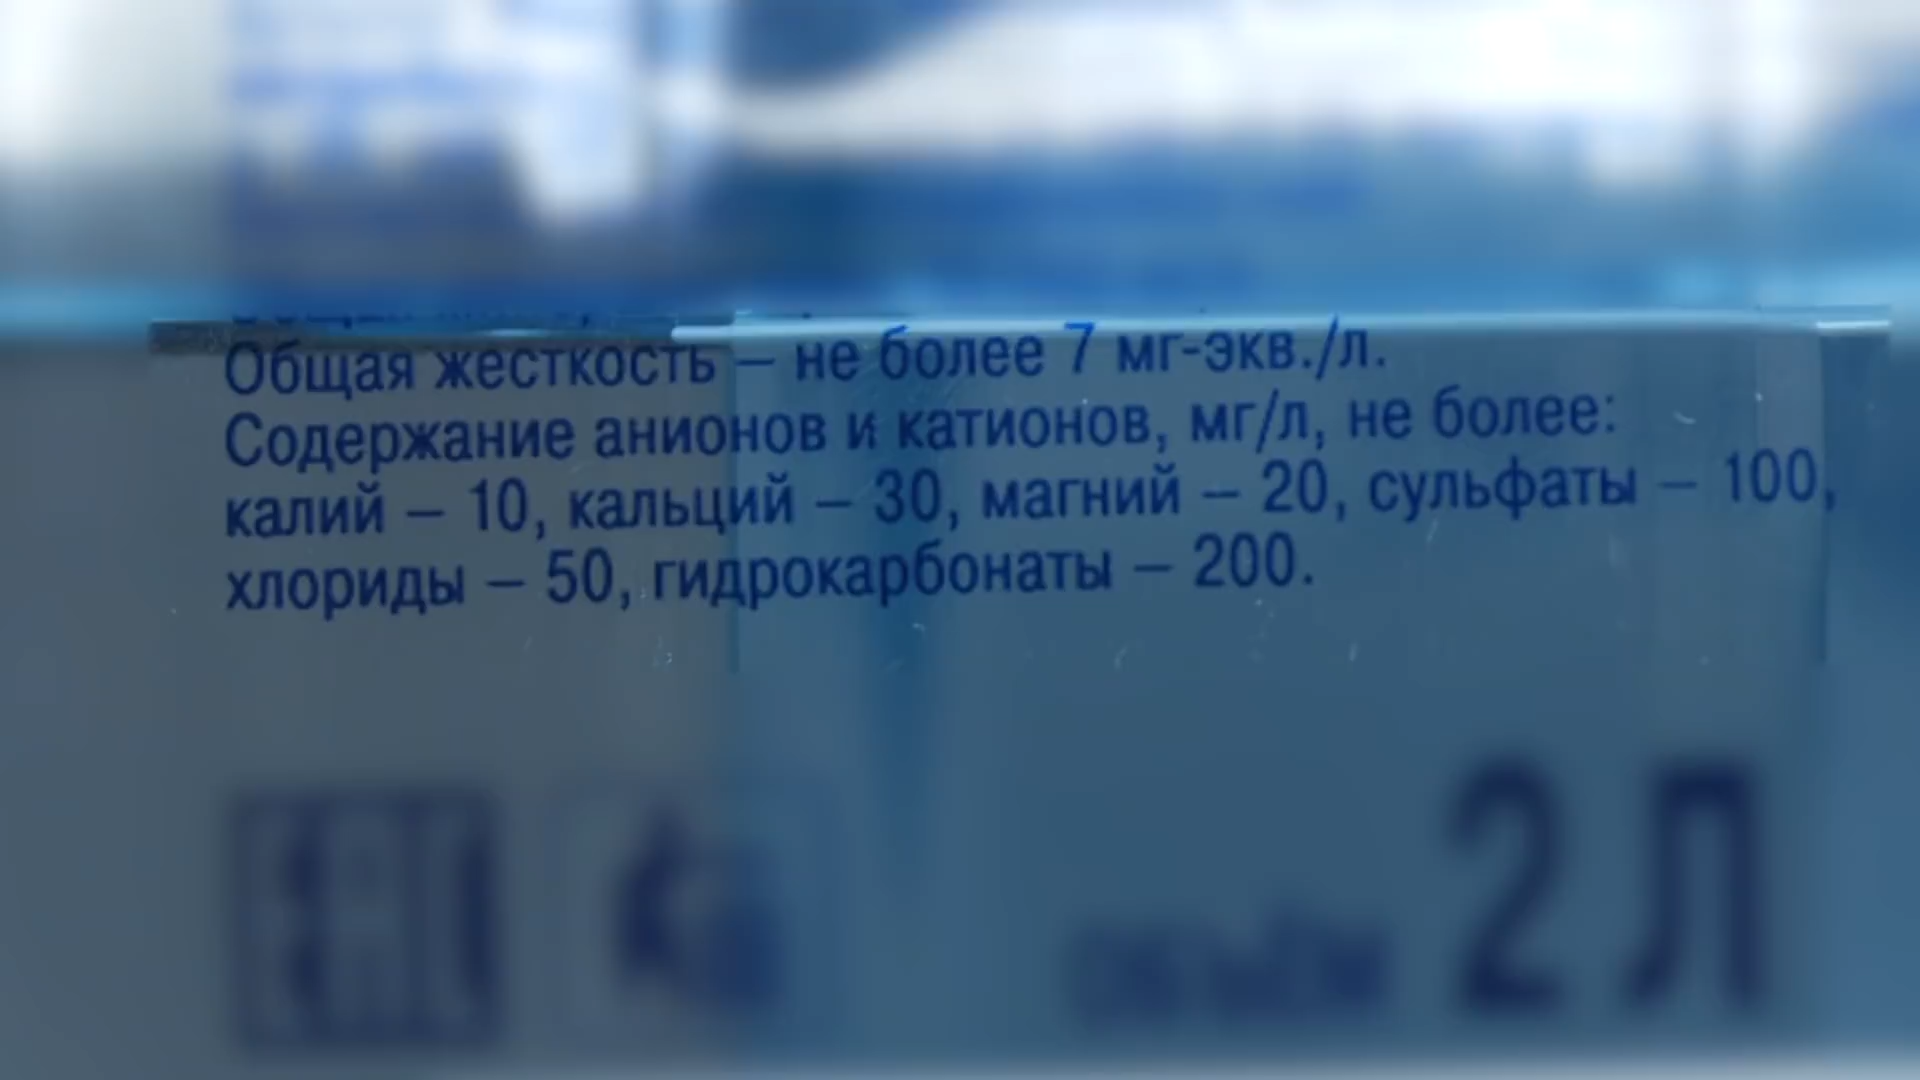 Общая жесткость – не более 7 мг-экв./л.
Содержание анионов и катионов, мг/л, не более:
калий – 10, кальций – 30, магний – 20, сульфаты – 100,
хлориды – 50, гидрокарбонаты – 200.
2 Л